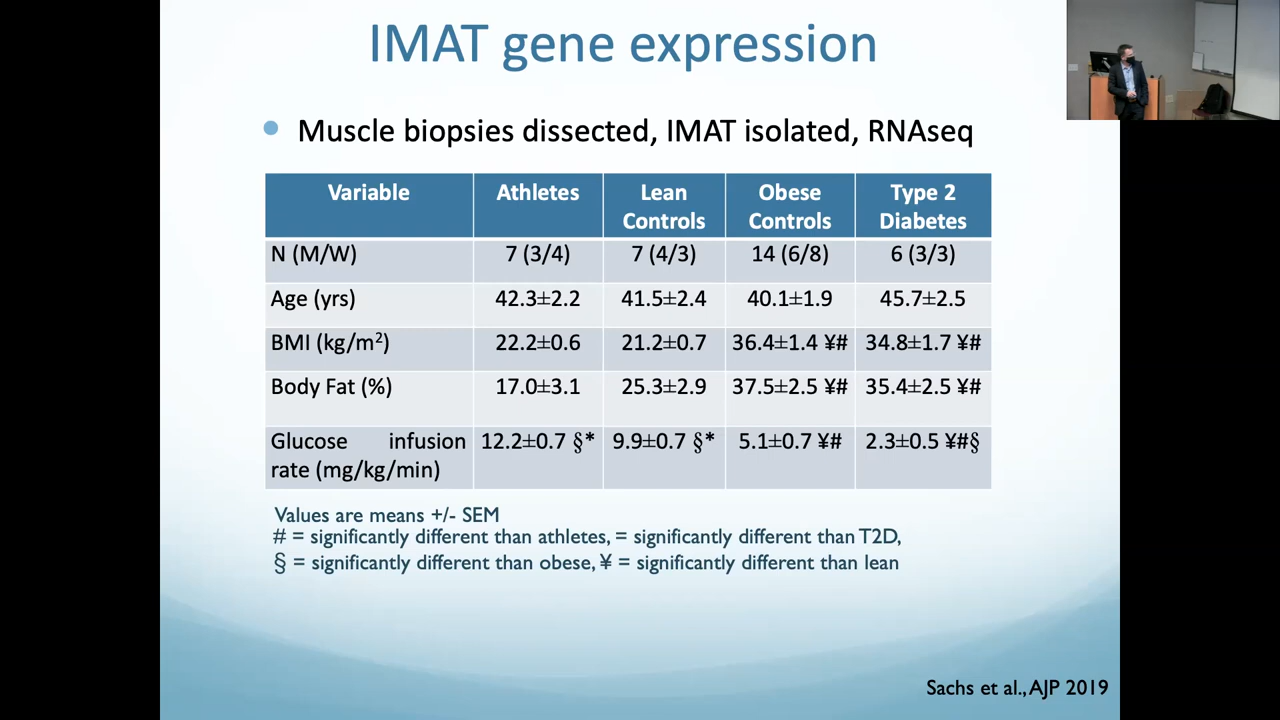 IMAT gene expression
Muscle biopsies dissected, IMAT isolated, RNAseq
Variable Athletes Lean Controls Obese Controls Type 2 Diabetes
N (M/W) 7 (3/4) 7 (4/3) 14 (6/8) 6 (3/3)
Age (yrs) 42.3±2.2 41.5±2.4 40.1±1.9 45.7±2.5
BMI (kg/m²) 22.2±0.6 21.2±0.7 36.4±1.4 ¥# 34.8±1.7 ¥#
Body Fat (%) 17.0±3.1 25.3±2.9 37.5±2.5 ¥# 35.4±2.5 ¥#
Glucose infusion rate (mg/kg/min) 12.2±0.7 §* 9.9±0.7 §* 5.1±0.7 ¥# 2.3±0.5 ¥#§
Values are means +/- SEM
# = significantly different than athletes, = significantly different than T2D,
§ = significantly different than obese, ¥ = significantly different than lean
Sachs et al., AJP 2019